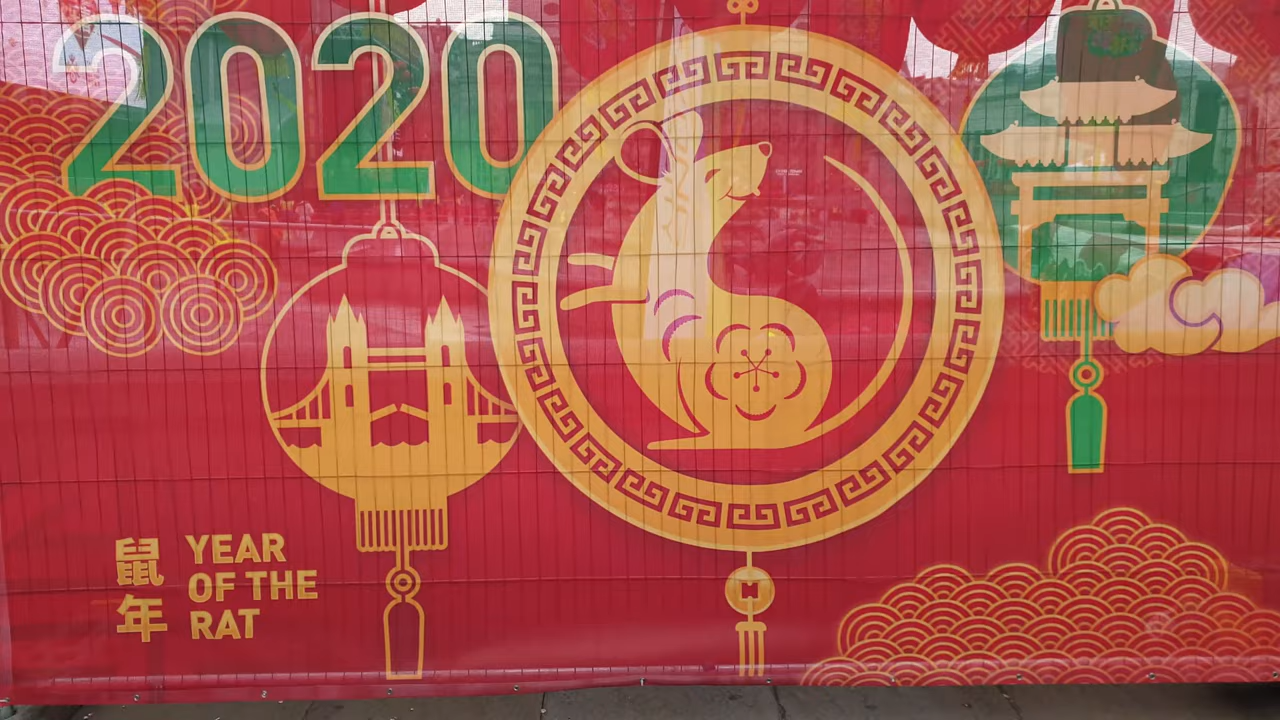 2020
鼠
年
YEAR
OF THE
RAT